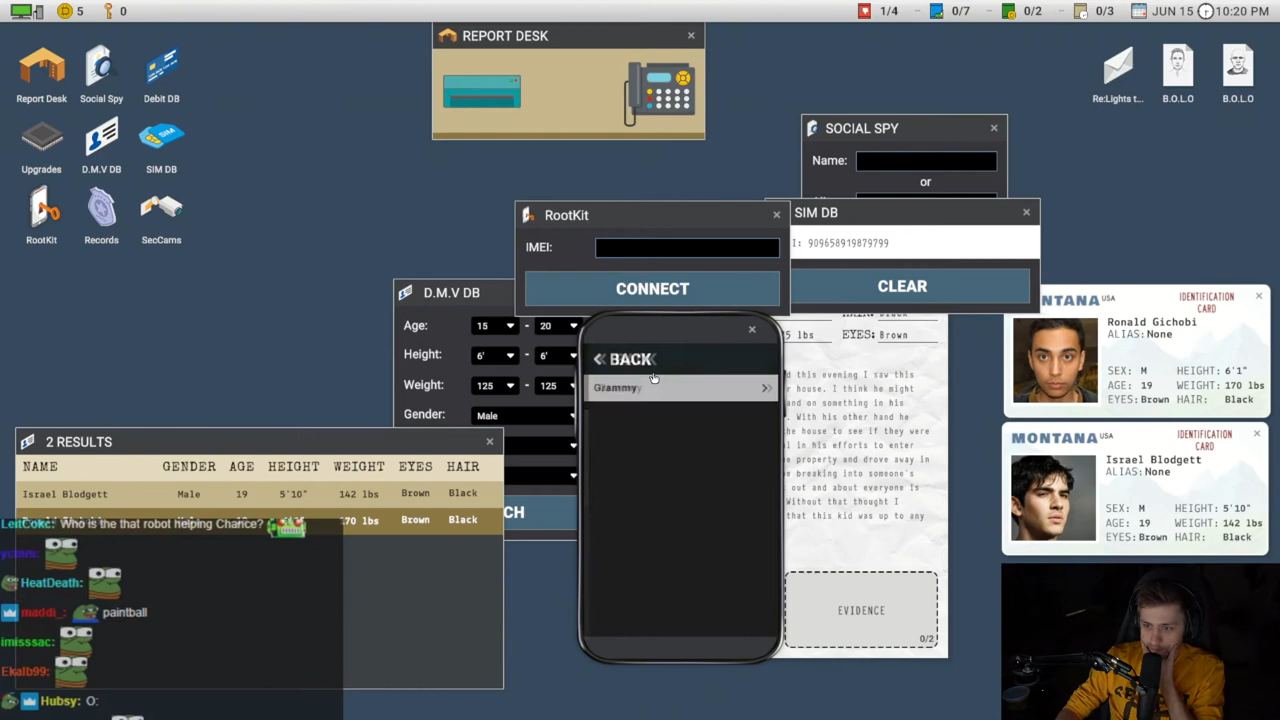 5
0
1/4
0/7
0/2
0/3
JUN 15
10:20 PM
Report Desk
Social Spy
Debit DB
Upgrades
D.M.V DB
SIM DB
RootKit
Records
SecCams
Re:Lights t...
B.O.L.O
B.O.L.O
REPORT DESK
SOCIAL SPY
Name:
or
RootKit
IMEI:
CONNECT
SIM DB
I: 909658919879799
CLEAR
D.M.V DB
Age: 15 - 20
Height: 6' - 6'
Weight: 125 - 125
Gender: Male
CH
BACK
Grammy
5 lbs EYES: Brown
d this evening I saw this
r house. I think he might
and on something in his
. With his other hand he
he house to see if they were
l in his efforts to enter
e property and drove away in
e breaking into someone's
out and about everyone is
Without that thought I
that this kid was up to any
EVIDENCE
0/2
2 RESULTS
NAME GENDER AGE HEIGHT WEIGHT EYES HAIR
Israel Blodgett Male 19 5'10" 142 lbs Brown Black
170 lbs Brown Black
LeitCokc: Who is the that robot helping Chance?
HeatDeath:
maddi_: paintball
imisssac:
Ekalb99:
Hubsy: O:
NTANA USA
IDENTIFICATION
CARD
Ronald Gichobi
ALIAS: None
SEX: M HEIGHT: 6'1"
AGE: 19 WEIGHT: 170 lbs
EYES: Brown HAIR: Black
MONTANA USA
IDENTIFICATION
CARD
Israel Blodgett
ALIAS: None
SEX: M HEIGHT: 5'10"
AGE: 19 WEIGHT: 142 lbs
EYES: Brown HAIR: Black